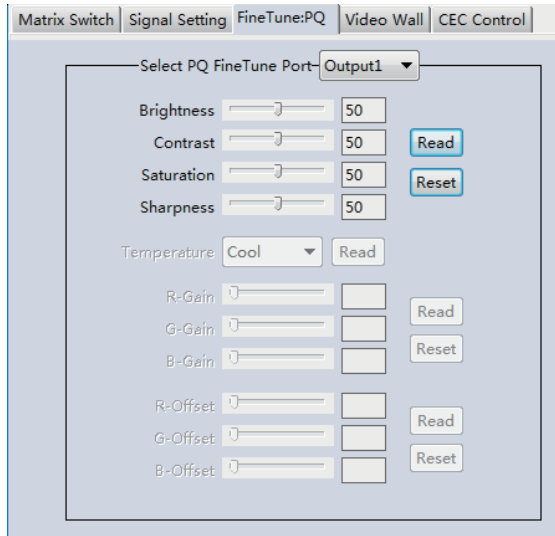 Matrix Switch Signal Setting FineTune:PQ Video Wall CEC Control
Select PQ FineTune Port Output1
Brightness 50
Contrast 50 Read
Saturation 50
Reset
Sharpness 50
Temperature Cool Read
R-Gain
Read
G-Gain
Reset
B-Gain
R-Offset
Read
G-Offset
Reset
B-Offset